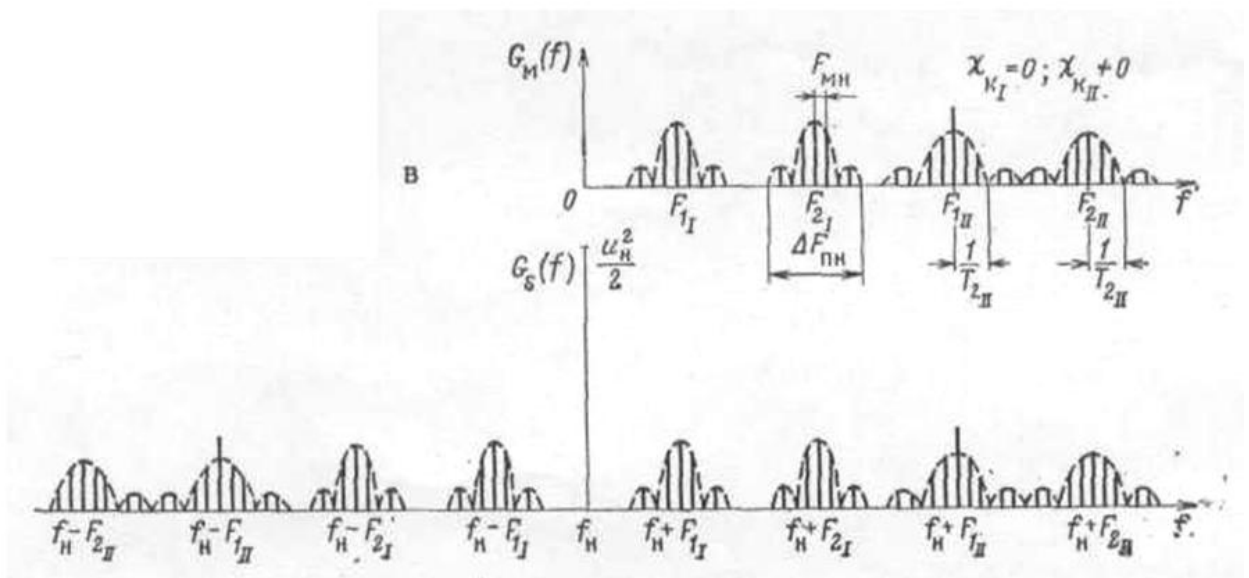 G_м(f)
F_мн
χ_кI=0; χ_кII+0
в
0
F_1I
F_2I
F_1II
F_2II
f
ΔF_пн
1/T_2II
1/T_2II
G_s(f)
u_н²/2
f_н-F_2II
f_н-F_1II
f_н-F_2I
f_н-F_1I
f_н
f_н+F_1I
f_н+F_2I
f_н+F_1II
f_н+F_2II
f